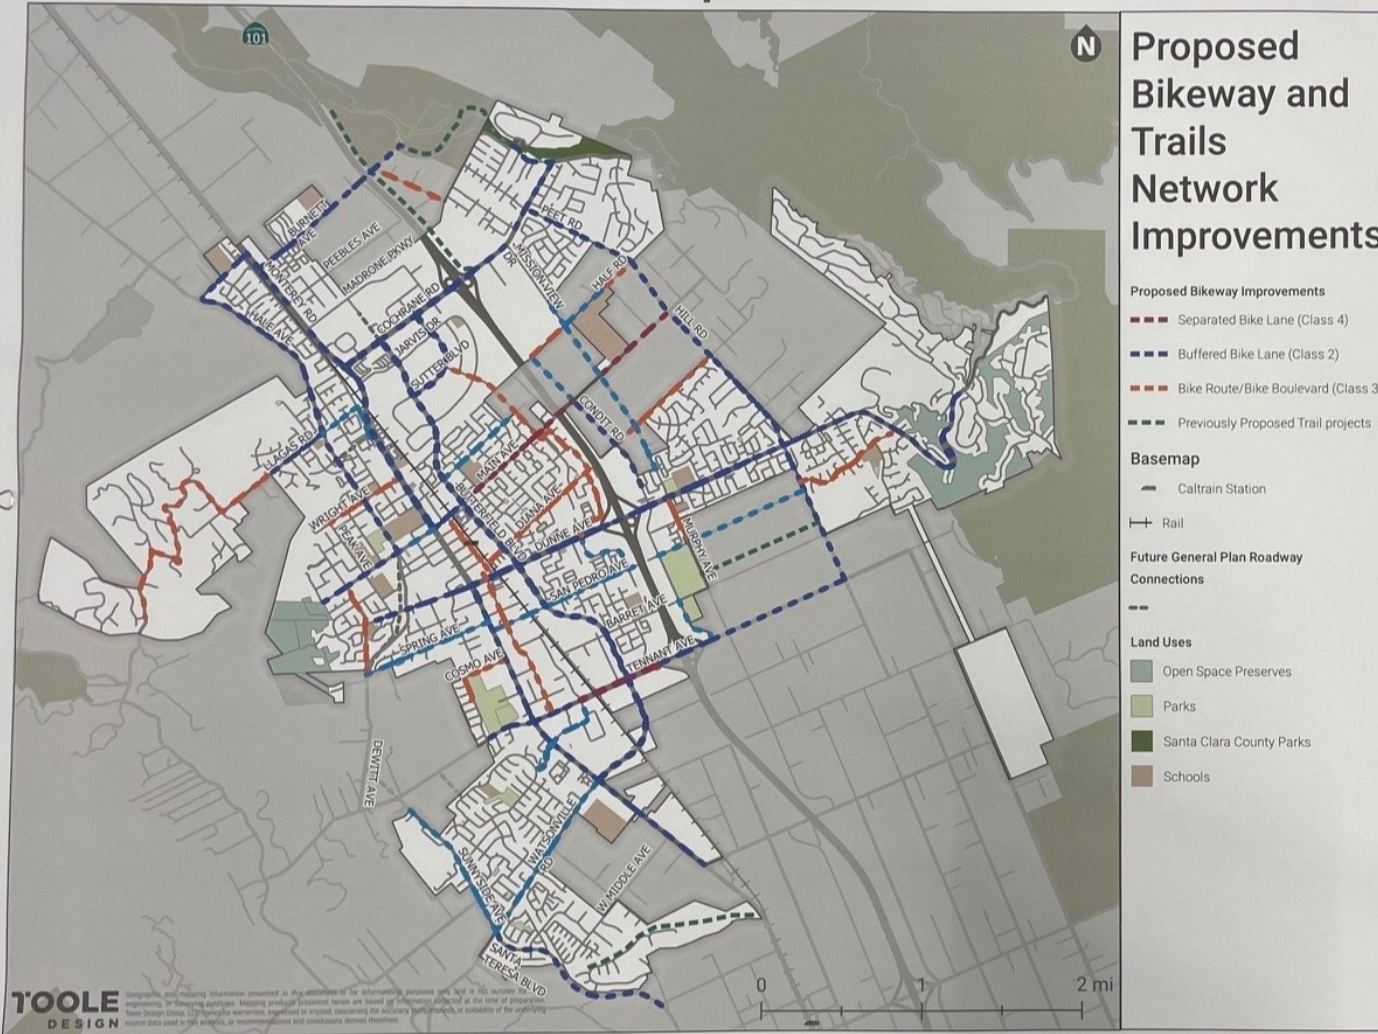 101
N
Proposed
Bikeway and
Trails
Network
Improvements
Proposed Bikeway Improvements
Separated Bike Lane (Class 4)
Buffered Bike Lane (Class 2)
Bike Route/Bike Boulevard (Class 3
Previously Proposed Trail projects
Basemap
Caltrain Station
Rail
Future General Plan Roadway
Connections
Land Uses
Open Space Preserves
Parks
Santa Clara County Parks
Schools
BURNETT
AVE
PEEBLES AVE
MADRONE PKWY
MONTEREY RD
HALE AVE
COCHRANE RD
JARVIS DR
SUTTER BLVD
PEET RD
MISSION VIEW
DR
HALF RD
HILL RD
CONDIT RD
LLAGAS RD
MAIN AVE
WRIGHT AVE
PEAK AVE
BUTTERFIELD BLVD
DIANA AVE
DUNNE AVE
SAN PEDRO AVE
MURPHY AVE
BARRET AVE
SPRING AVE
COSMO AVE
TENNANT AVE
DEWITT AVE
WATSONVILLE
RD
SUNNYSIDE AVE
W MIDDLE AVE
SANTA
TERESA BLVD
0 1 2 mi
TOOLE
DESIGN